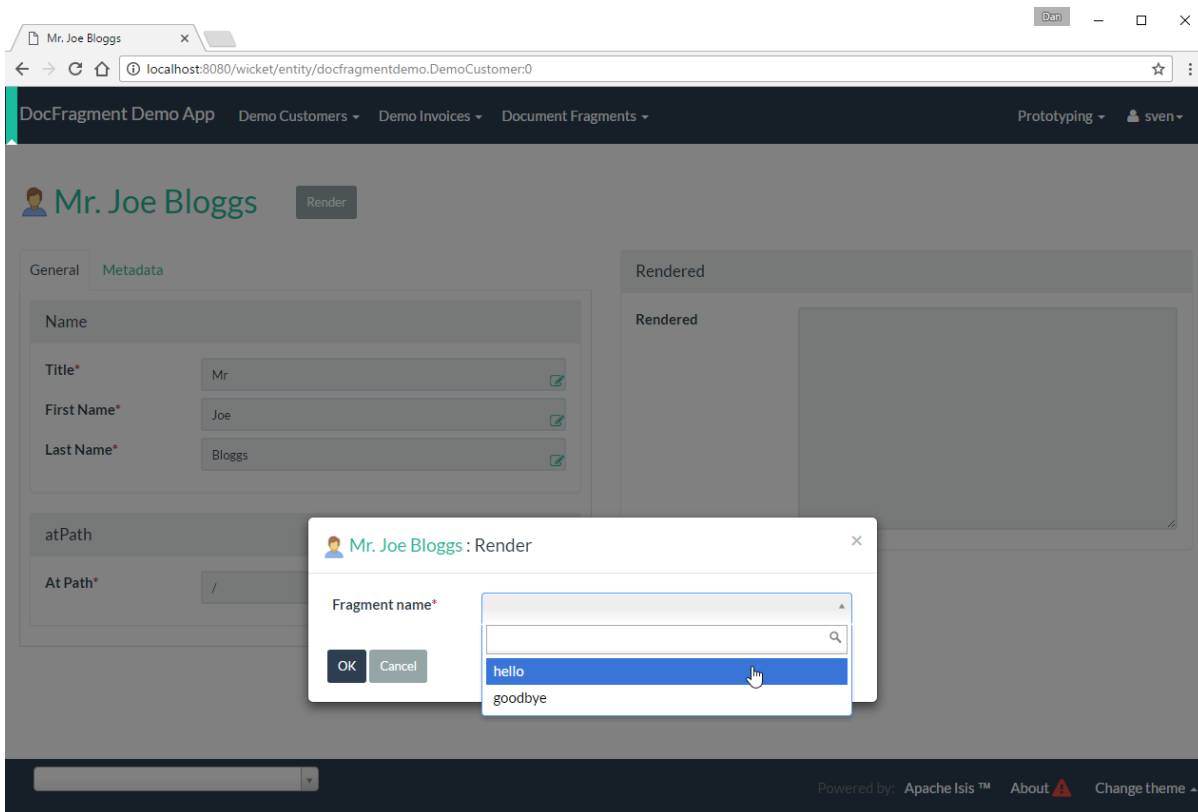 Dan
Mr. Joe Bloggs
localhost:8080/wicket/entity/docfragmentdemo.DemoCustomer:0
DocFragment Demo App Demo Customers Demo Invoices Document Fragments Prototyping sven
Mr. Joe Bloggs Render
General Metadata
Rendered
Name
Rendered
Title* Mr
First Name* Joe
Last Name* Bloggs
atPath
At Path* /
Mr. Joe Bloggs : Render ×
Fragment name*
OK Cancel
hello
goodbye
Powered by: Apache Isis ™ About Change theme